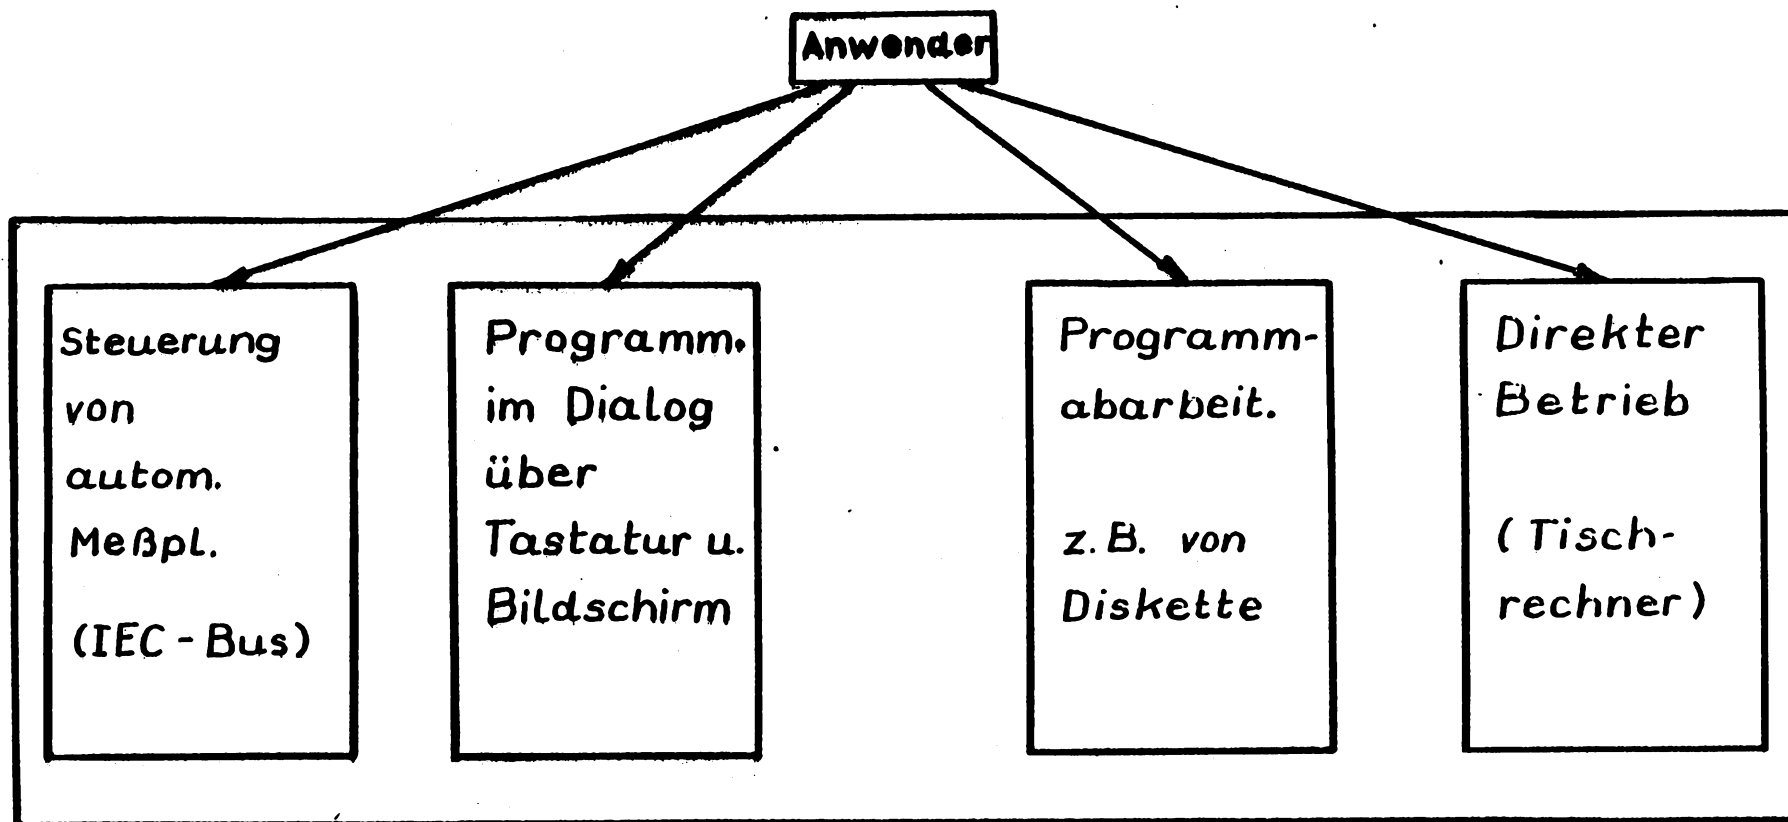 Anwender
Steuerung
von
autom.
Meßpl.
(IEC-Bus)
Programm.
im Dialog
über
Tastatur u.
Bildschirm
Programm-
abarbeit.
z.B. von
Diskette
Direkter
Betrieb
(Tisch-
rechner)